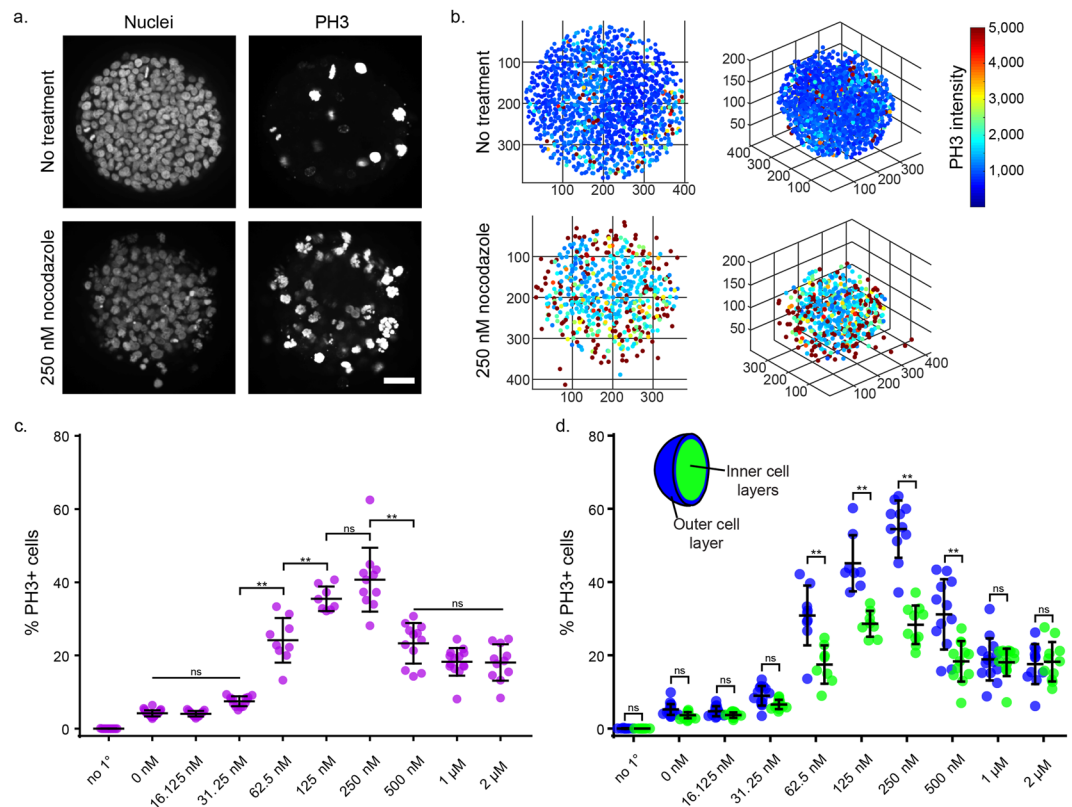 a.
Nuclei
PH3
No treatment
250 nM nocodazole
b.
No treatment
100
200
300
100
200
300
400
200
150
100
50
400
300
200
100
100
200
300
5,000
4,000
3,000
2,000
1,000
PH3 intensity
250 nM nocodazole
100
200
300
400
100
200
300
200
150
100
50
300
200
100
100
200
300
400
c.
% PH3+ cells
80
60
40
20
0
ns
**
**
ns
**
ns
no 1°
0 nM
16.125 nM
31.25 nM
62.5 nM
125 nM
250 nM
500 nM
1 µM
2 µM
d.
% PH3+ cells
80
60
40
20
0
Inner cell
layers
Outer cell
layer
ns
ns
ns
ns
**
**
**
**
ns
ns
no 1°
0 nM
16.125 nM
31.25 nM
62.5 nM
125 nM
250 nM
500 nM
1 µM
2 µM